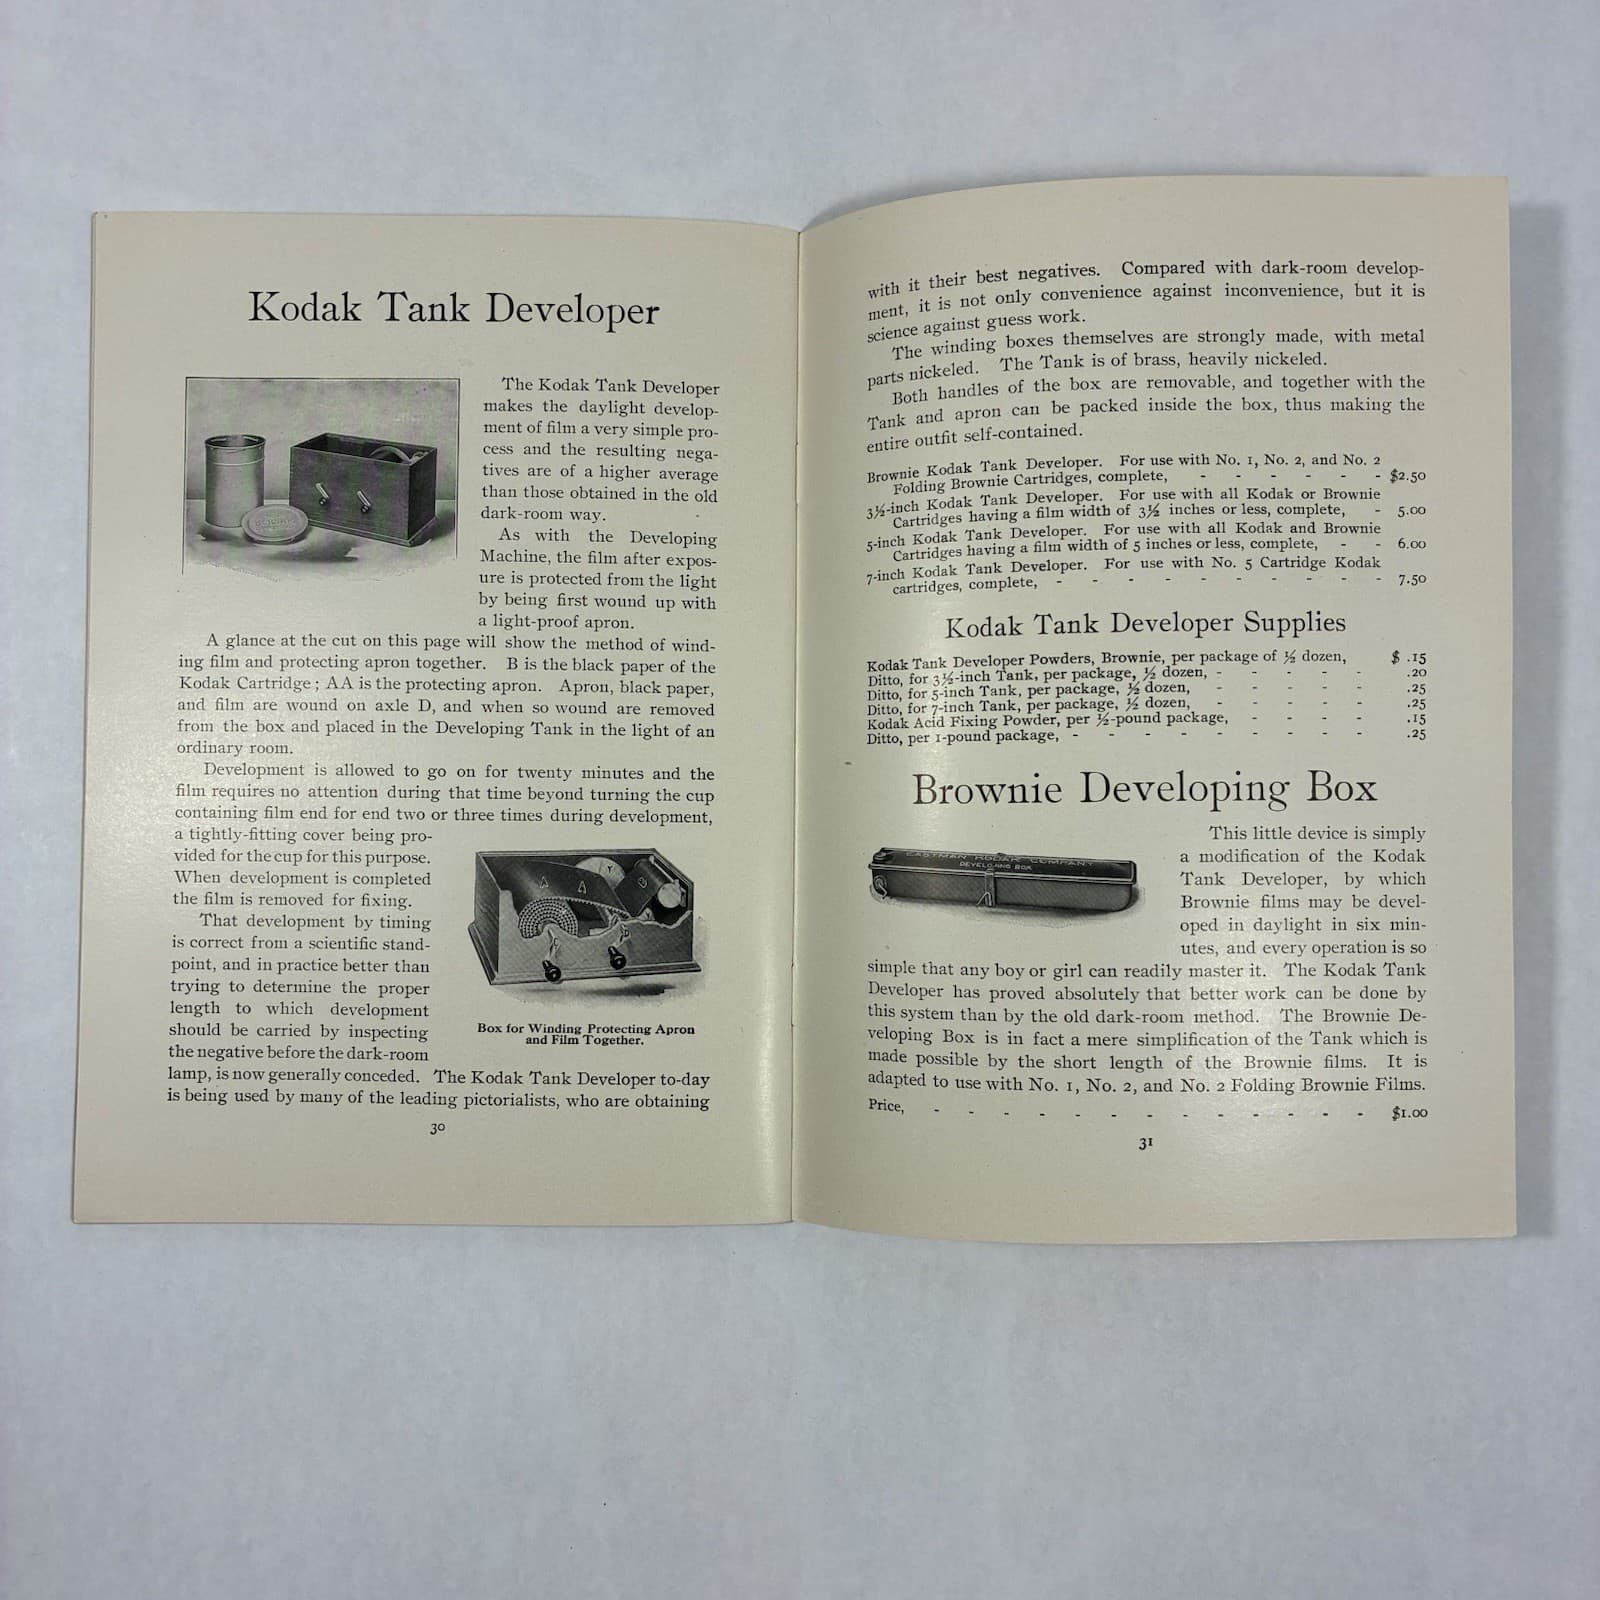 Kodak Tank Developer
The Kodak Tank Developer
makes the daylight develop-
ment of film a very simple pro-
cess and the resulting nega-
tives are of a higher average
than those obtained in the old
dark-room way.
As with the Developing
Machine, the film after expos-
ure is protected from the light
by being first wound up with
a light-proof apron.
A glance at the cut on this page will show the method of wind-
ing film and protecting apron together. B is the black paper of the
Kodak Cartridge; AA is the protecting apron. Apron, black paper,
and film are wound on axle D, and when so wound are removed
from the box and placed in the Developing Tank in the light of an
ordinary room.
Development is allowed to go on for twenty minutes and the
film requires no attention during that time beyond turning the cup
containing film end for end two or three times during development,
a tightly-fitting cover being pro-
vided for the cup for this purpose.
When development is completed
the film is removed for fixing.
That development by timing
is correct from a scientific stand-
point, and in practice better than
trying to determine the proper
length to which development
should be carried by inspecting
the negative before the dark-room
lamp, is now generally conceded. The Kodak Tank Developer to-day
is being used by many of the leading pictorialists, who are obtaining
A A Y B
C D
Box for Winding Protecting Apron
and Film Together.
30
with it their best negatives. Compared with dark-room develop-
ment, it is not only convenience against inconvenience, but it is
science against guess work.
The winding boxes themselves are strongly made, with metal
parts nickeled. The Tank is of brass, heavily nickeled.
Both handles of the box are removable, and together with the
Tank and apron can be packed inside the box, thus making the
entire outfit self-contained.
Brownie Kodak Tank Developer. For use with No. 1, No. 2, and No. 2
Folding Brownie Cartridges, complete, - - - - - - $2.50
3½-inch Kodak Tank Developer. For use with all Kodak or Brownie
Cartridges having a film width of 3½ inches or less, complete, - 5.00
5-inch Kodak Tank Developer. For use with all Kodak and Brownie
Cartridges having a film width of 5 inches or less, complete, - - 6.00
7-inch Kodak Tank Developer. For use with No. 5 Cartridge Kodak
cartridges, complete, - - - - - - - - - - 7.50
Kodak Tank Developer Supplies
Kodak Tank Developer Powders, Brownie, per package of ½ dozen, $ .15
Ditto, for 3½-inch Tank, per package, ½ dozen, - - - - - .20
Ditto, for 5-inch Tank, per package, ½ dozen, - - - - - .25
Ditto, for 7-inch Tank, per package, ½ dozen, - - - - - .25
Kodak Acid Fixing Powder, per ½-pound package, - - - - .15
Ditto, per 1-pound package, - - - - - - - - - .25
Brownie Developing Box
EASTMAN KODAK COMPANY
DEVELOPING BOX
This little device is simply
a modification of the Kodak
Tank Developer, by which
Brownie films may be devel-
oped in daylight in six min-
utes, and every operation is so
simple that any boy or girl can readily master it. The Kodak Tank
Developer has proved absolutely that better work can be done by
this system than by the old dark-room method. The Brownie De-
veloping Box is in fact a mere simplification of the Tank which is
made possible by the short length of the Brownie films. It is
adapted to use with No. 1, No. 2, and No. 2 Folding Brownie Films.
Price, - - - - - - - - - - - - - $1.00
31